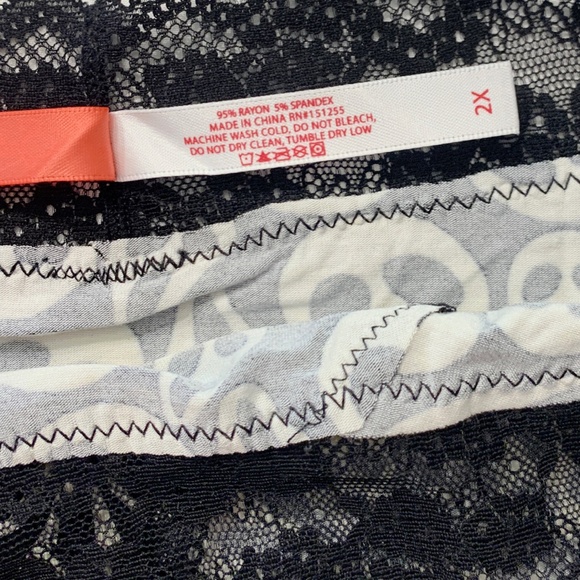 95% RAYON 5% SPANDEX
MADE IN CHINA RN#151255
MACHINE WASH COLD, DO NOT BLEACH,
DO NOT DRY CLEAN, TUMBLE DRY LOW
2X